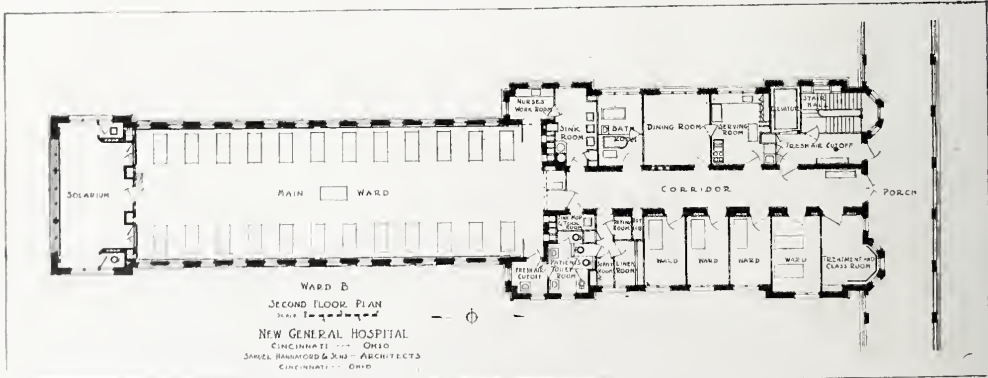 NURSES
WORK ROOM
SINK
ROOM
BATH
ROOM
DINING ROOM
SERVING
ROOM
ELEVATOR
STAIR
HALL
FRESH AIR CUTOFF
SOLARIUM
MAIN WARD
CORRIDOR
PORCH
ROOM
FRESH AIR
CUTOFF
PATIENTS
TOILET
ROOM
LINEN
ROOM
WARD
WARD
WARD
WARD
TREATMENT AND
CLASS ROOM
WARD B
SECOND FLOOR PLAN
SCALE
NEW GENERAL HOSPITAL
CINCINNATI --- OHIO
SAMUEL HANNAFORD & SONS - ARCHITECTS
CINCINNATI - OHIO